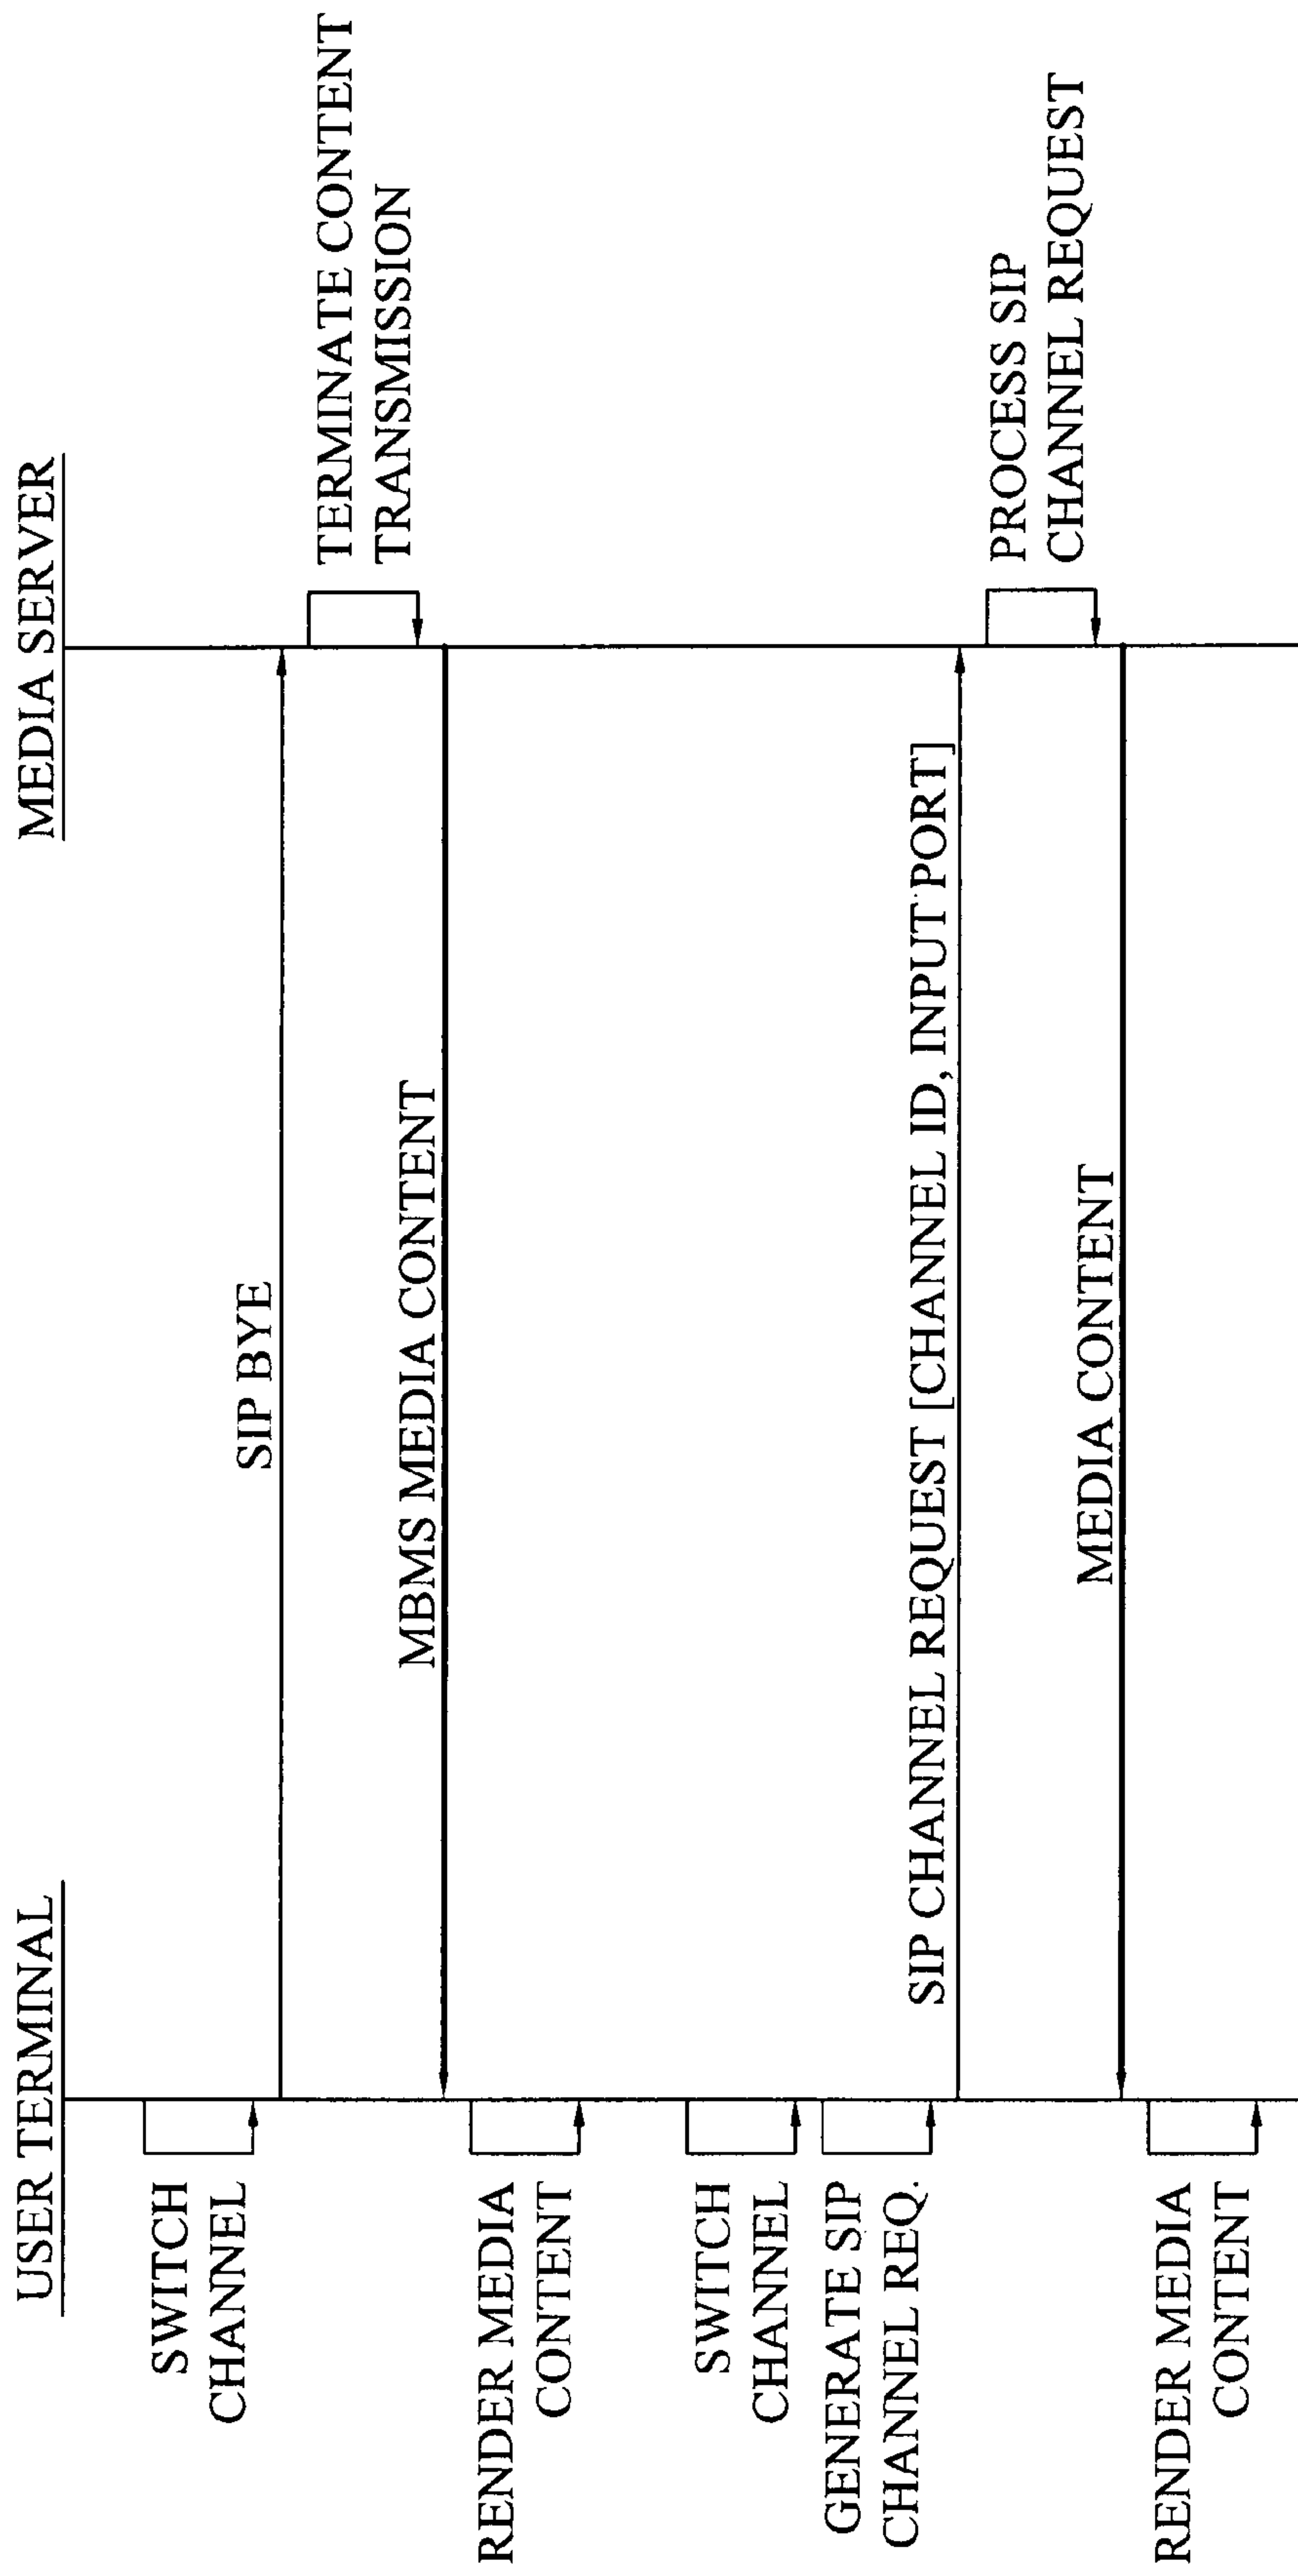 USER TERMINAL
MEDIA SERVER
SWITCH
CHANNEL
SIP BYE
TERMINATE CONTENT
TRANSMISSION
MBMS MEDIA CONTENT
RENDER MEDIA
CONTENT
SWITCH
CHANNEL
GENERATE SIP
CHANNEL REQ.
SIP CHANNEL REQUEST [CHANNEL ID, INPUT PORT]
PROCESS SIP
CHANNEL REQUEST
MEDIA CONTENT
RENDER MEDIA
CONTENT